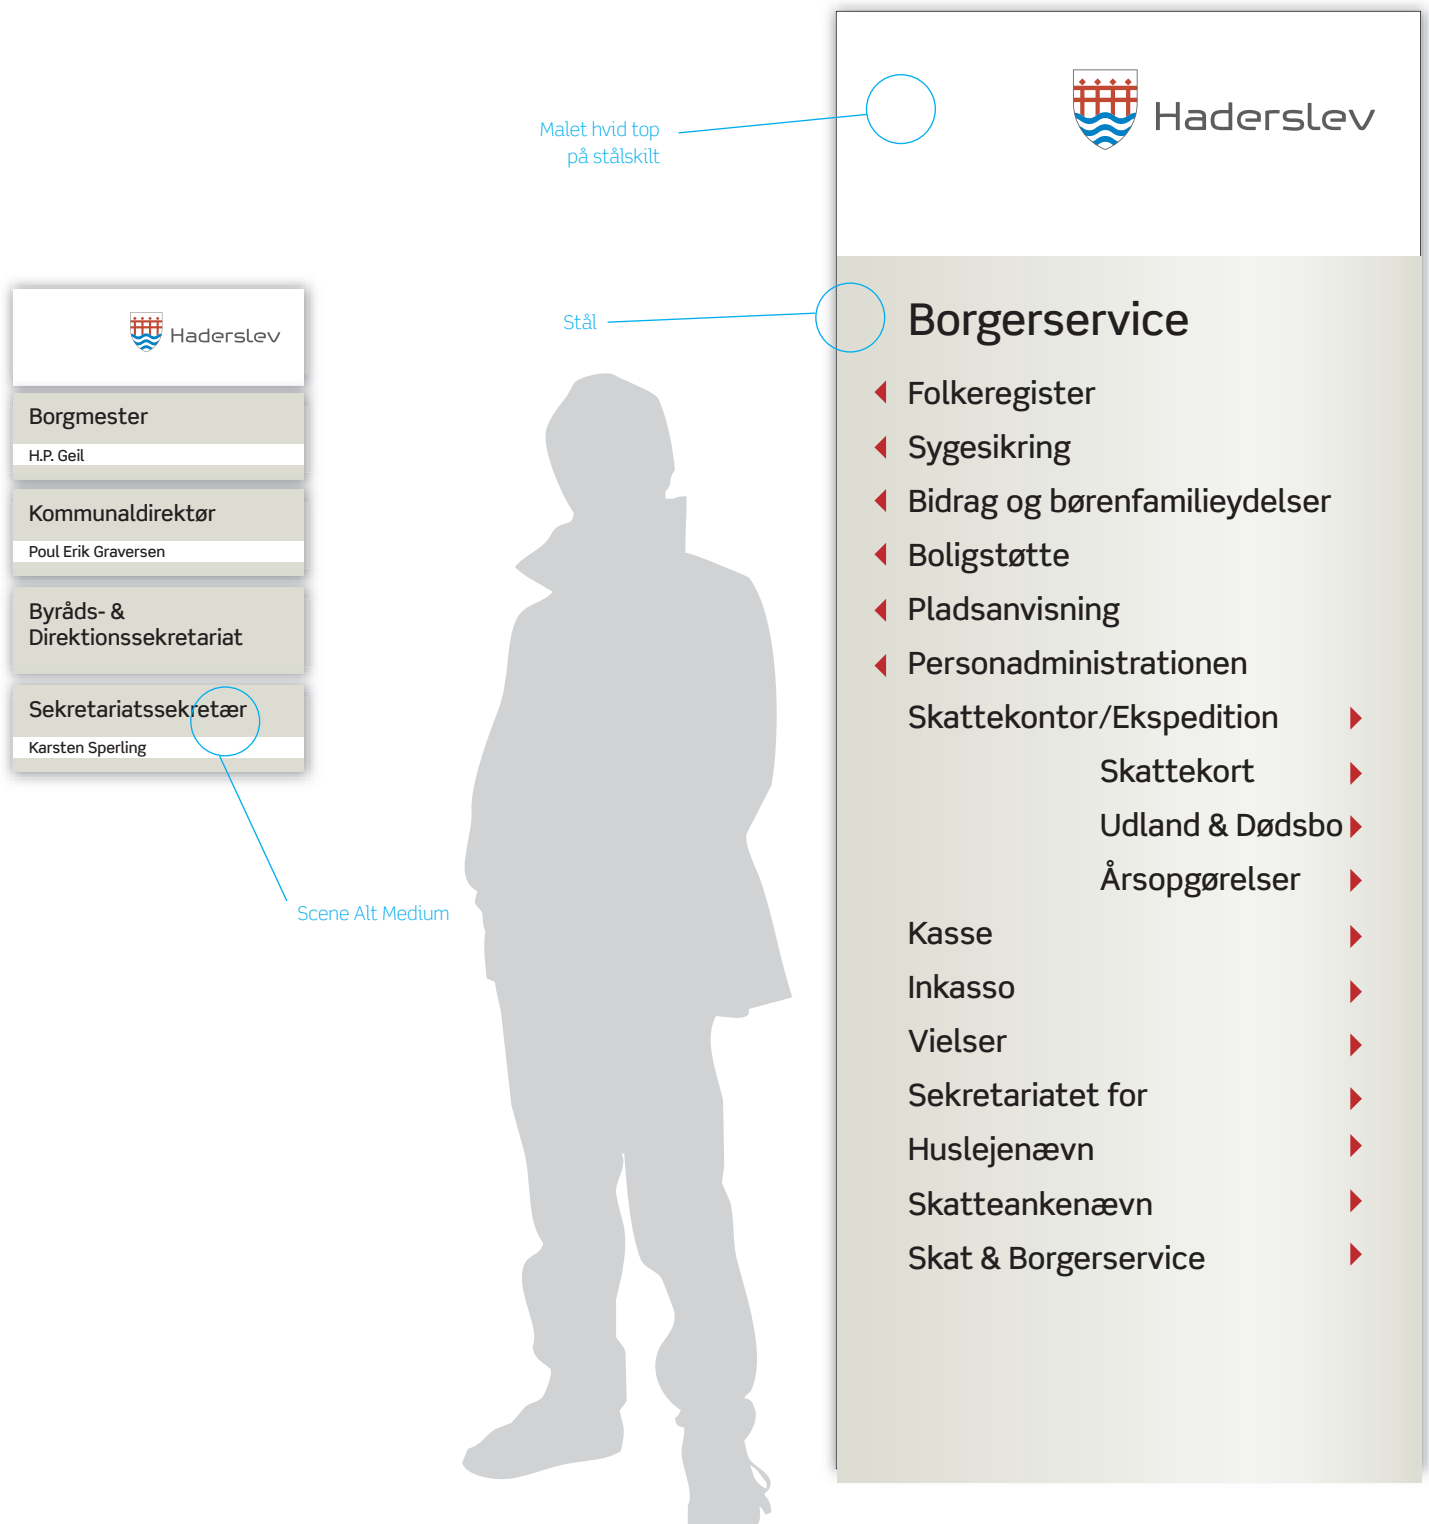 Malet hvid top
på stålskilt
Haderslev
Stål
Borgerservice
Folkeregister
Sygesikring
Bidrag og børenfamilieydelser
Boligstøtte
Pladsanvisning
Personadministrationen
Skattekontor/Ekspedition
Skattekort
Udland & Dødsbo
Årsopgørelser
Kasse
Inkasso
Vielser
Sekretariatet for
Huslejenævn
Skatteankenævn
Skat & Borgerservice
Haderslev
Borgmester
H.P. Geil
Kommunaldirektør
Poul Erik Graversen
Byråds- &
Direktionssekretariat
Sekretariatssekretær
Karsten Sperling
Scene Alt Medium